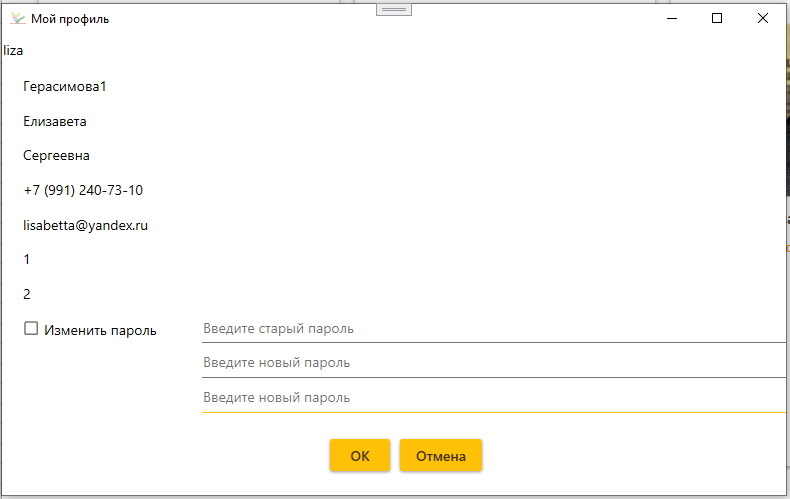 Мой профиль
liza
Герасимова1
Елизавета
Сергеевна
+7 (991) 240-73-10
lisabetta@yandex.ru
1
2
Изменить пароль Введите старый пароль
Введите новый пароль
Введите новый пароль
ОК Отмена